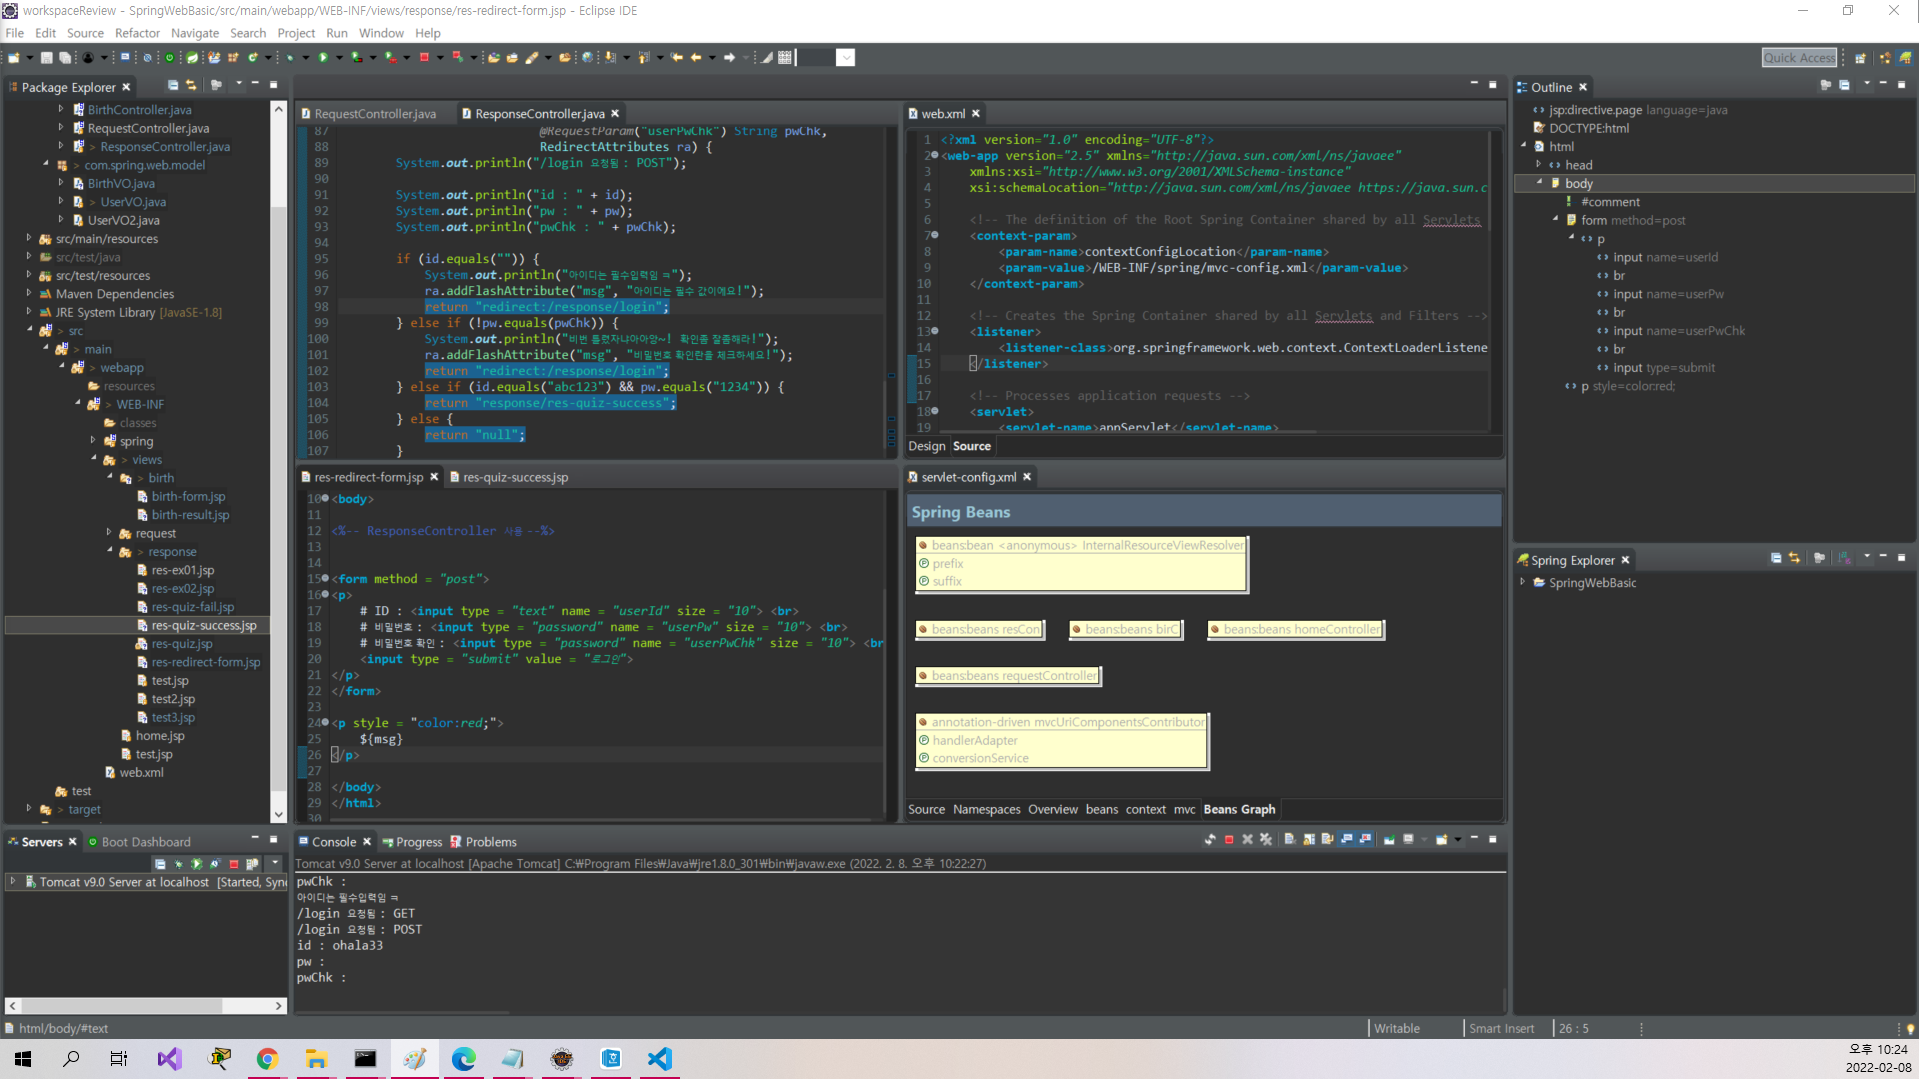 workspaceReview - SpringWebBasic/src/main/webapp/WEB-INF/views/response/res-redirect-form.jsp - Eclipse IDE
File Edit Source Refactor Navigate Search Project Run Window Help
Quick Access
Package Explorer
BirthController.java
RequestController.java
> ResponseController.java
> com.spring.web.model
BirthVO.java
> UserVO.java
UserVO2.java
src/main/resources
src/test/java
src/test/resources
Maven Dependencies
JRE System Library [JavaSE-1.8]
> src
> main
> webapp
resources
> WEB-INF
classes
spring
> views
> birth
birth-form.jsp
birth-result.jsp
request
> response
res-ex01.jsp
res-ex02.jsp
res-quiz-fail.jsp
res-quiz-success.jsp
res-quiz.jsp
res-redirect-form.jsp
test.jsp
test2.jsp
test3.jsp
home.jsp
test.jsp
web.xml
test
> target
RequestController.java ResponseController.java
87 @RequestParam("userPwChk") String pwChk,
88 RedirectAttributes ra) {
89 System.out.println("/login 요청됨 : POST");
90
91 System.out.println("id : " + id);
92 System.out.println("pw : " + pw);
93 System.out.println("pwChk : " + pwChk);
94
95 if (id.equals("")) {
96 System.out.println("아이디는 필수입력임 ㅋ");
97 ra.addFlashAttribute("msg", "아이디는 필수 값이에요!");
98 return "redirect:/response/login";
99 } else if (!pw.equals(pwChk)) {
100 System.out.println("비번 틀렸자냐아아앙~! 확인좀 잘좀해라!");
101 ra.addFlashAttribute("msg", "비밀번호 확인란을 체크하세요!");
102 return "redirect:/response/login";
103 } else if (id.equals("abc123") && pw.equals("1234")) {
104 return "response/res-quiz-success";
105 } else {
106 return "null";
107 }
web.xml
1 <?xml version="1.0" encoding="UTF-8"?>
2 <web-app version="2.5" xmlns="http://java.sun.com/xml/ns/javaee"
3 xmlns:xsi="http://www.w3.org/2001/XMLSchema-instance"
4 xsi:schemaLocation="http://java.sun.com/xml/ns/javaee https://java.sun.c
5
6 <!-- The definition of the Root Spring Container shared by all Servlets
7 <context-param>
8 <param-name>contextConfigLocation</param-name>
9 <param-value>/WEB-INF/spring/mvc-config.xml</param-value>
10 </context-param>
11
12 <!-- Creates the Spring Container shared by all Servlets and Filters -->
13 <listener>
14 <listener-class>org.springframework.web.context.ContextLoaderListene
15 </listener>
16
17 <!-- Processes application requests -->
18 <servlet>
19 <servlet-name>appServlet</servlet-name>
Design Source
res-redirect-form.jsp res-quiz-success.jsp
10 <body>
11
12 <%-- ResponseController 사용 --%>
13
14
15 <form method = "post">
16 <p>
17 # ID : <input type = "text" name = "userId" size = "10"> <br>
18 # 비밀번호 : <input type = "password" name = "userPw" size = "10"> <br>
19 # 비밀번호 확인 : <input type = "password" name = "userPwChk" size = "10"> <br
20 <input type = "submit" value = "로그인">
21 </p>
22 </form>
23
24 <p style = "color:red;">
25 ${msg}
26 </p>
27
28 </body>
29 </html>
30
servlet-config.xml
Spring Beans
beans:bean <anonymous> InternalResourceViewResolver
prefix
suffix
beans:beans resCon beans:beans birC beans:beans homeController
beans:beans requestController
annotation-driven mvcUriComponentsContributor
handlerAdapter
conversionService
Source Namespaces Overview beans context mvc Beans Graph
Outline
jsp:directive.page language=java
DOCTYPE:html
html
head
body
#comment
form method=post
p
input name=userId
br
input name=userPw
br
input name=userPwChk
br
input type=submit
p style=color:red;
Spring Explorer
SpringWebBasic
Servers Boot Dashboard
Tomcat v9.0 Server at localhost [Started, Sync
Console Progress Problems
Tomcat v9.0 Server at localhost [Apache Tomcat] C:₩Program Files₩Java₩jre1.8.0_301₩bin₩javaw.exe (2022. 2. 8. 오후 10:22:27)
pwChk :
아이디는 필수입력임 ㅋ
/login 요청됨 : GET
/login 요청됨 : POST
id : ohala33
pw :
pwChk :
html/body/#text
Writable Smart Insert 26 : 5
오후 10:24
2022-02-08